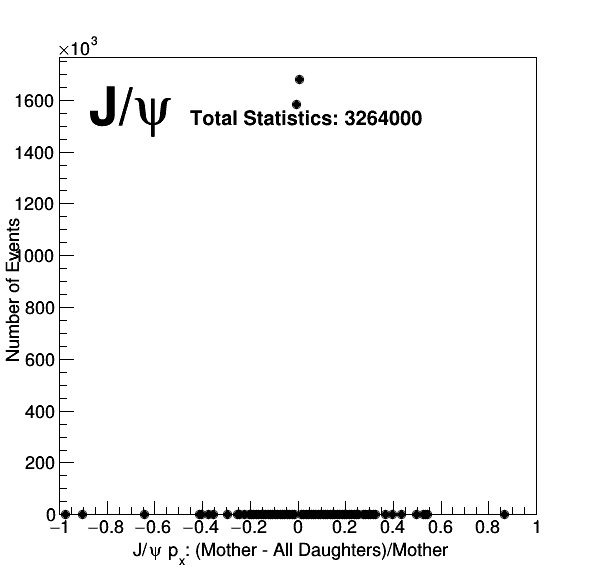 ×10³
J/ψ Total Statistics: 3264000
1600
1400
1200
1000
800
600
400
200
0
Number of Events
−1 −0.8 −0.6 −0.4 −0.2 0 0.2 0.4 0.6 0.8 1
J/ψ pₓ: (Mother - All Daughters)/Mother